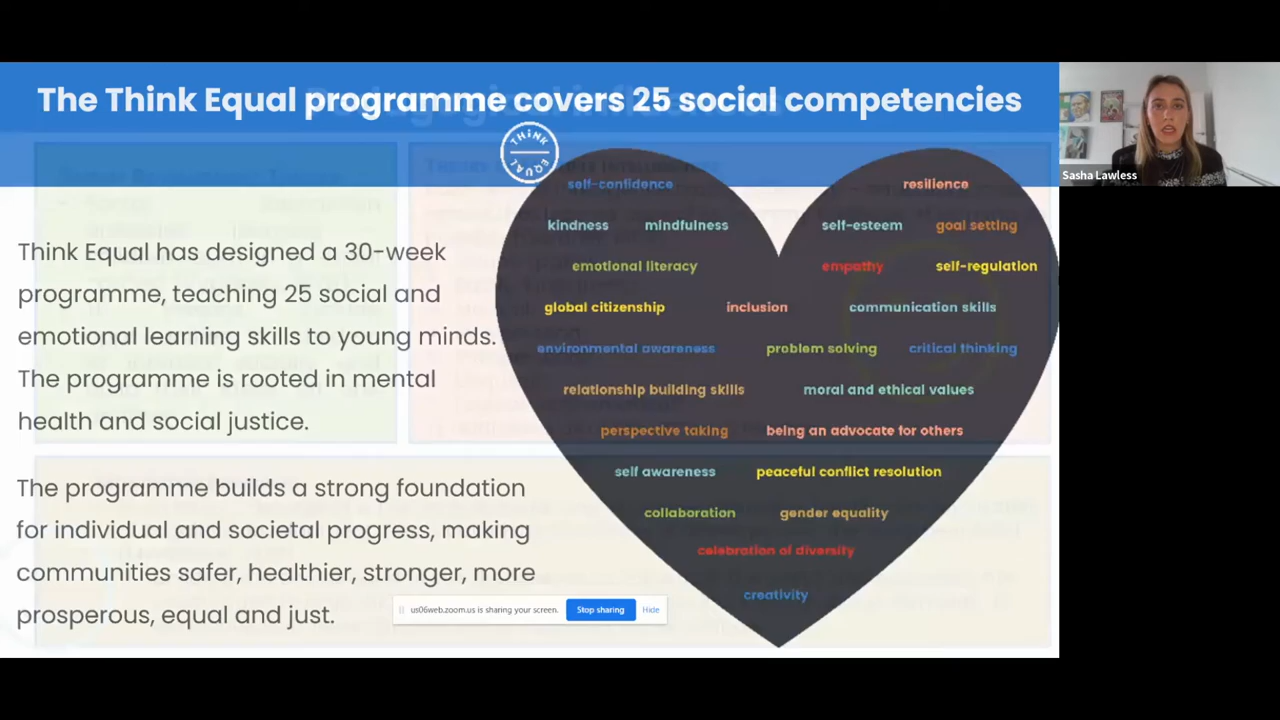 The Think Equal programme covers 25 social competencies
THiNK EQUAL
Sasha Lawless
self-confidence resilience
kindness mindfulness self-esteem goal setting
Think Equal has designed a 30-week
programme, teaching 25 social and
emotional learning skills to young minds.
The programme is rooted in mental
health and social justice.
emotional literacy empathy self-regulation
global citizenship inclusion communication skills
environmental awareness problem solving critical thinking
relationship building skills moral and ethical values
perspective taking being an advocate for others
self awareness peaceful conflict resolution
collaboration gender equality
celebration of diversity
creativity
The programme builds a strong foundation
for individual and societal progress, making
communities safer, healthier, stronger, more
prosperous, equal and just.
us06web.zoom.us is sharing your screen. Stop sharing Hide